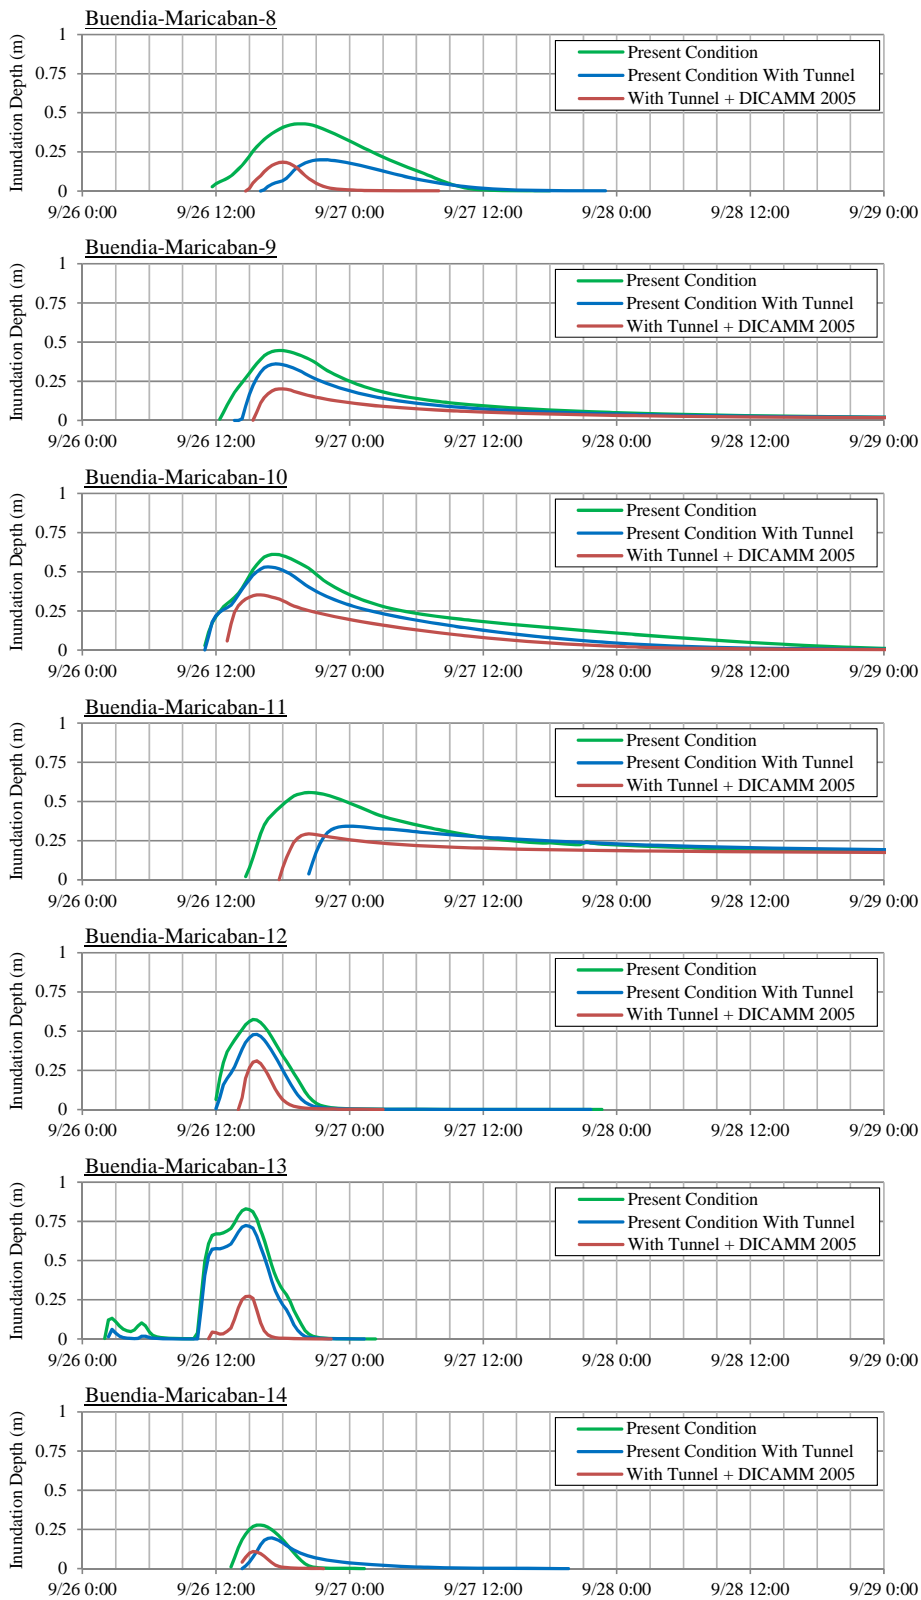 Buendia-Maricaban-8
Inundation Depth (m)
1
0.75
0.5
0.25
0
Present Condition
Present Condition With Tunnel
With Tunnel + DICAMM 2005
9/26 0:00 9/26 12:00 9/27 0:00 9/27 12:00 9/28 0:00 9/28 12:00 9/29 0:00
Buendia-Maricaban-9
Inundation Depth (m)
1
0.75
0.5
0.25
0
Present Condition
Present Condition With Tunnel
With Tunnel + DICAMM 2005
9/26 0:00 9/26 12:00 9/27 0:00 9/27 12:00 9/28 0:00 9/28 12:00 9/29 0:00
Buendia-Maricaban-10
Inundation Depth (m)
1
0.75
0.5
0.25
0
Present Condition
Present Condition With Tunnel
With Tunnel + DICAMM 2005
9/26 0:00 9/26 12:00 9/27 0:00 9/27 12:00 9/28 0:00 9/28 12:00 9/29 0:00
Buendia-Maricaban-11
Inundation Depth (m)
1
0.75
0.5
0.25
0
Present Condition
Present Condition With Tunnel
With Tunnel + DICAMM 2005
9/26 0:00 9/26 12:00 9/27 0:00 9/27 12:00 9/28 0:00 9/28 12:00 9/29 0:00
Buendia-Maricaban-12
Inundation Depth (m)
1
0.75
0.5
0.25
0
Present Condition
Present Condition With Tunnel
With Tunnel + DICAMM 2005
9/26 0:00 9/26 12:00 9/27 0:00 9/27 12:00 9/28 0:00 9/28 12:00 9/29 0:00
Buendia-Maricaban-13
Inundation Depth (m)
1
0.75
0.5
0.25
0
Present Condition
Present Condition With Tunnel
With Tunnel + DICAMM 2005
9/26 0:00 9/26 12:00 9/27 0:00 9/27 12:00 9/28 0:00 9/28 12:00 9/29 0:00
Buendia-Maricaban-14
Inundation Depth (m)
1
0.75
0.5
0.25
0
Present Condition
Present Condition With Tunnel
With Tunnel + DICAMM 2005
9/26 0:00 9/26 12:00 9/27 0:00 9/27 12:00 9/28 0:00 9/28 12:00 9/29 0:00